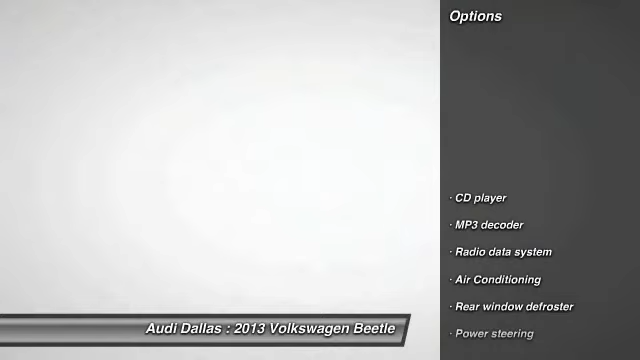 Options
· CD player
· MP3 decoder
· Radio data system
· Air Conditioning
· Rear window defroster
· Power steering
Audi Dallas : 2013 Volkswagen Beetle